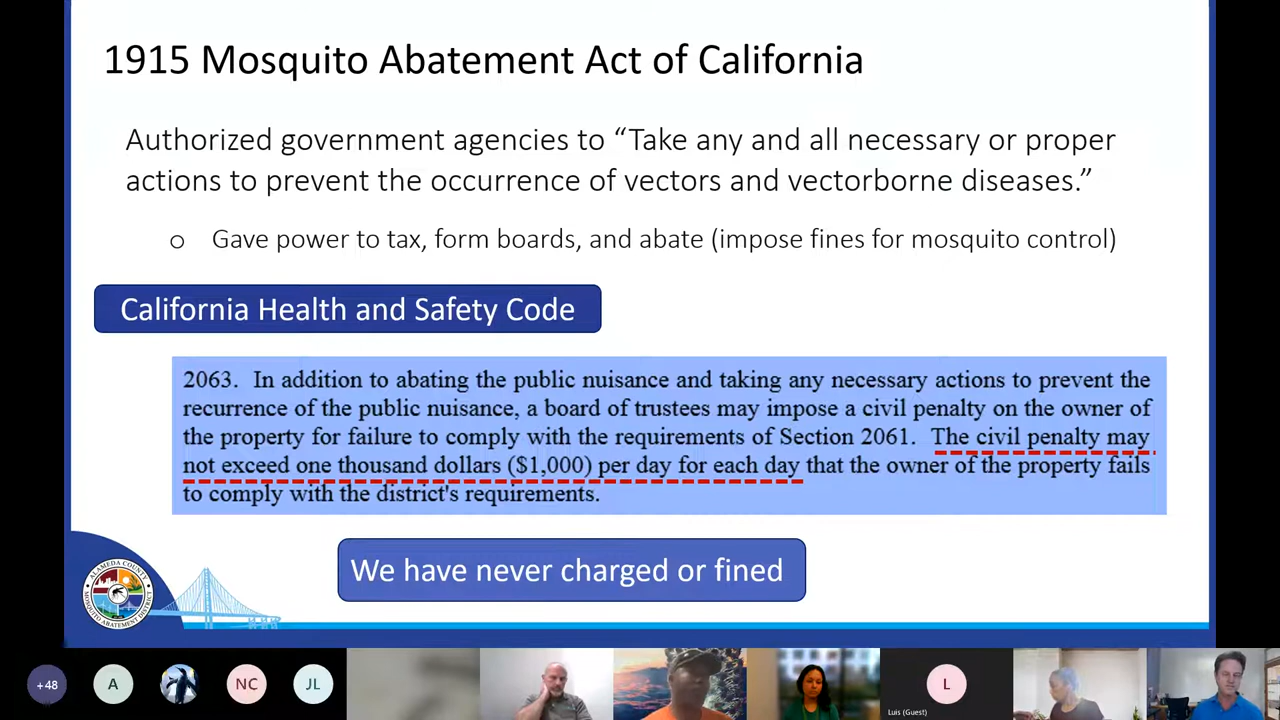 1915 Mosquito Abatement Act of California
Authorized government agencies to “Take any and all necessary or proper
actions to prevent the occurrence of vectors and vectorborne diseases.”
o Gave power to tax, form boards, and abate (impose fines for mosquito control)
California Health and Safety Code
2063. In addition to abating the public nuisance and taking any necessary actions to prevent the
recurrence of the public nuisance, a board of trustees may impose a civil penalty on the owner of
the property for failure to comply with the requirements of Section 2061. The civil penalty may
not exceed one thousand dollars ($1,000) per day for each day that the owner of the property fails
to comply with the district's requirements.
We have never charged or fined
ALAMEDA COUNTY
MOSQUITO ABATEMENT DISTRICT
+48
A
NC
JL
L
Luis (Guest)